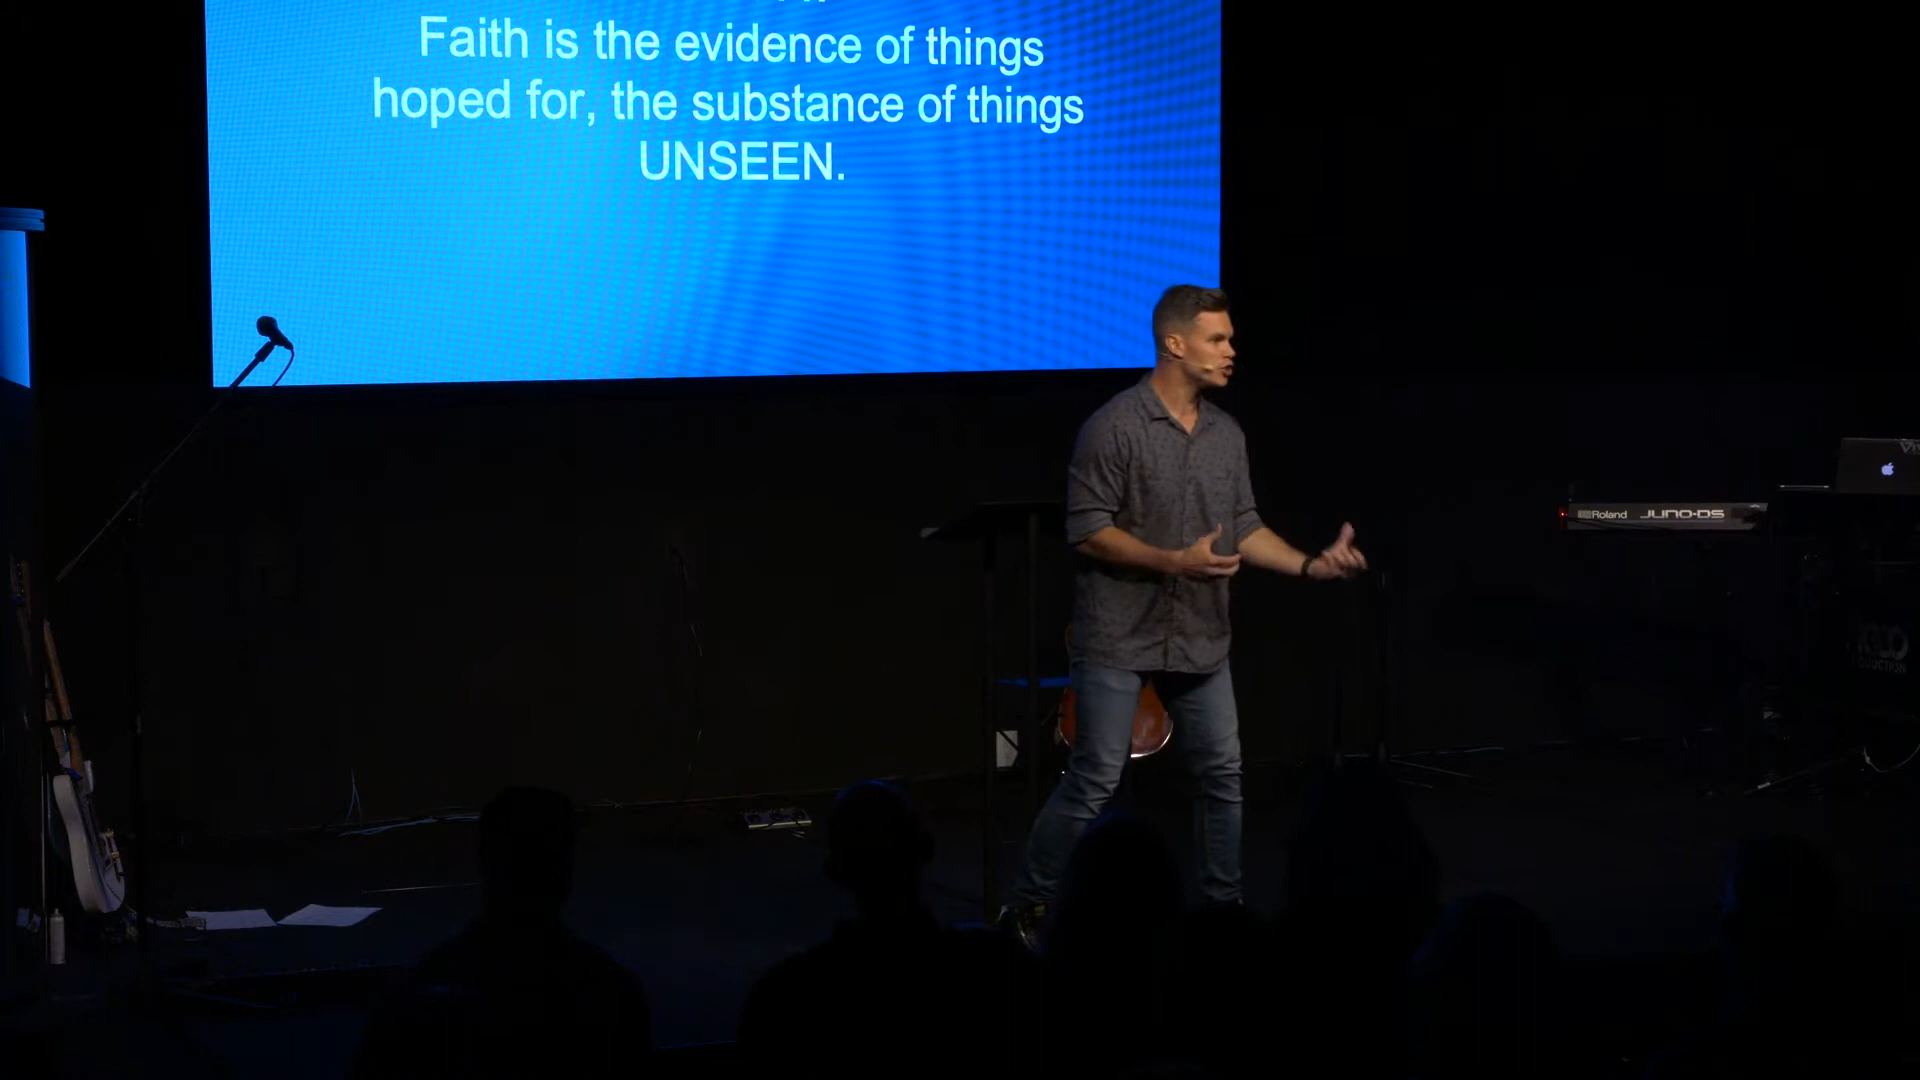 Faith is the evidence of things
hoped for, the substance of things
UNSEEN.
Roland JUNO-DS